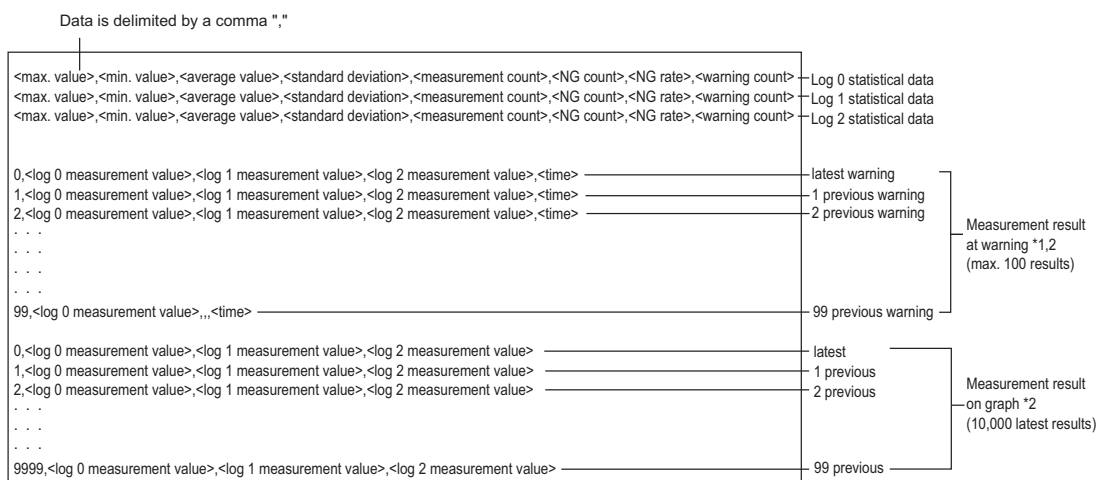 Data is delimited by a comma ","
<max. value>,<min. value>,<average value>,<standard deviation>,<measurement count>,<NG count>,<NG rate>,<warning count> Log 0 statistical data
<max. value>,<min. value>,<average value>,<standard deviation>,<measurement count>,<NG count>,<NG rate>,<warning count> Log 1 statistical data
<max. value>,<min. value>,<average value>,<standard deviation>,<measurement count>,<NG count>,<NG rate>,<warning count> Log 2 statistical data
0,<log 0 measurement value>,<log 1 measurement value>,<log 2 measurement value>,<time> latest warning
1,<log 0 measurement value>,<log 1 measurement value>,<log 2 measurement value>,<time> 1 previous warning
2,<log 0 measurement value>,<log 1 measurement value>,<log 2 measurement value>,<time> 2 previous warning
. . .
. . .
. . .
. . .
Measurement result
at warning *1,2
(max. 100 results)
99,<log 0 measurement value>,,,<time> 99 previous warning
0,<log 0 measurement value>,<log 1 measurement value>,<log 2 measurement value> latest
1,<log 0 measurement value>,<log 1 measurement value>,<log 2 measurement value> 1 previous
2,<log 0 measurement value>,<log 1 measurement value>,<log 2 measurement value> 2 previous
. . .
. . .
. . .
Measurement result
on graph *2
(10,000 latest results)
9999,<log 0 measurement value>,<log 1 measurement value>,<log 2 measurement value> 99 previous